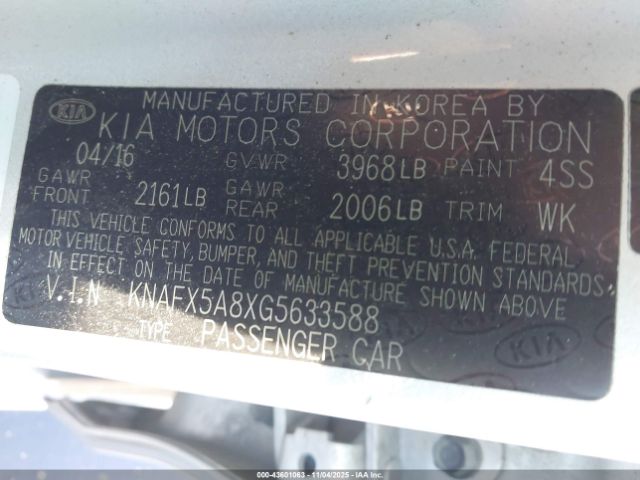 KIA
MANUFACTURED IN KOREA BY
KIA MOTORS CORPORATION
04/16 GVWR 3968LB PAINT 4SS
GAWR FRONT 2161LB GAWR REAR 2006LB TRIM WK
THIS VEHICLE CONFORMS TO ALL APPLICABLE U.S.A. FEDERAL
MOTOR VEHICLE SAFETY, BUMPER, AND THEFT PREVENTION STANDARDS
IN EFFECT ON THE DATE OF MANUFACTURE SHOWN ABOVE
V.I.N KNAFX5A8XG5633588
TYPE PASSENGER CAR
KIA
000-43601063 - 11/04/2025 - IAA